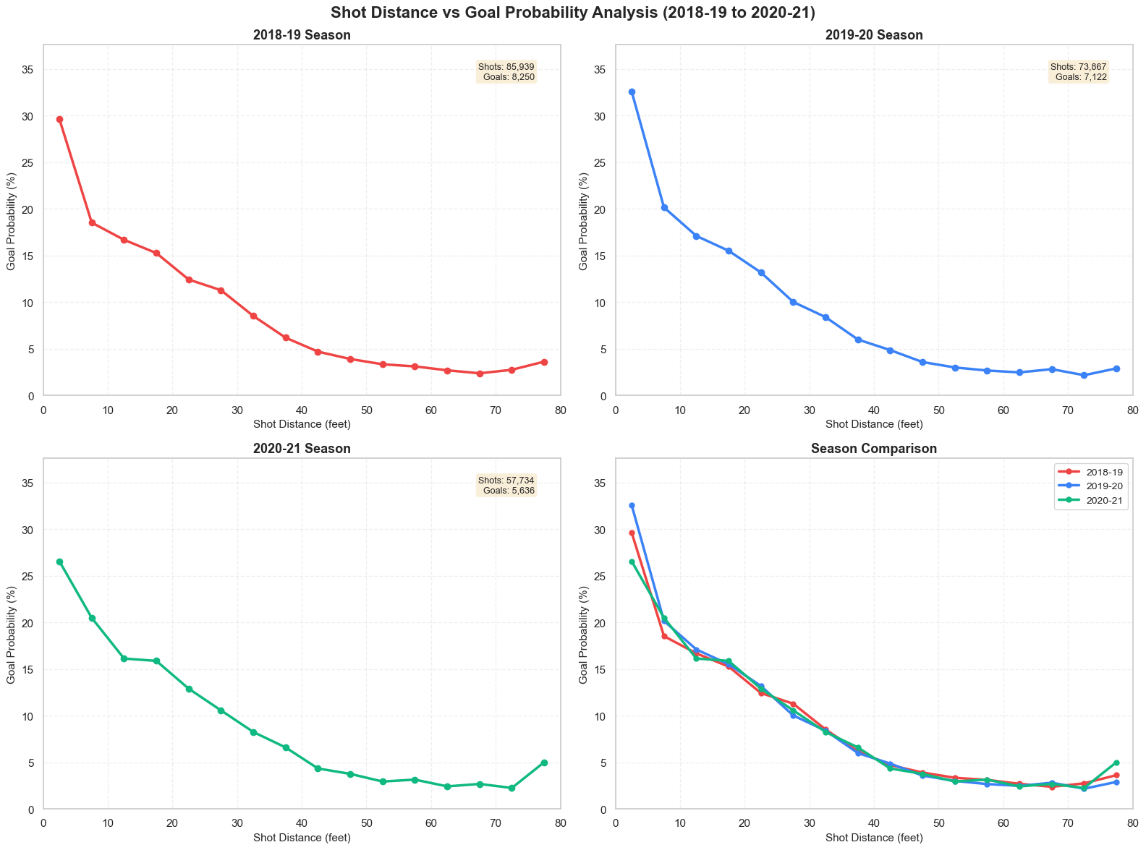 Shot Distance vs Goal Probability Analysis (2018-19 to 2020-21)
2018-19 Season
Shots: 85,939
Goals: 8,250
Goal Probability (%)
35
30
25
20
15
10
5
0
0 10 20 30 40 50 60 70 80
Shot Distance (feet)
2019-20 Season
Shots: 73,867
Goals: 7,122
Goal Probability (%)
35
30
25
20
15
10
5
0
0 10 20 30 40 50 60 70 80
Shot Distance (feet)
2020-21 Season
Shots: 57,734
Goals: 5,636
Goal Probability (%)
35
30
25
20
15
10
5
0
0 10 20 30 40 50 60 70 80
Shot Distance (feet)
Season Comparison
2018-19
2019-20
2020-21
Goal Probability (%)
35
30
25
20
15
10
5
0
0 10 20 30 40 50 60 70 80
Shot Distance (feet)